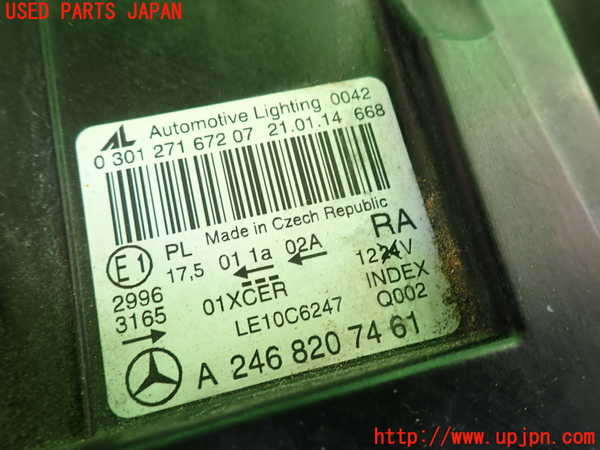 USED PARTS JAPAN
AL Automotive Lighting 0042
0 301 271 672 07 21.01.14 668
Made in Czech Republic
E1 PL 01 1a 02A RA
17,5 1224V
2996 01XCER INDEX
3165 LE10C6247 Q002
A 246 820 74 61
http://www.upjpn.com/